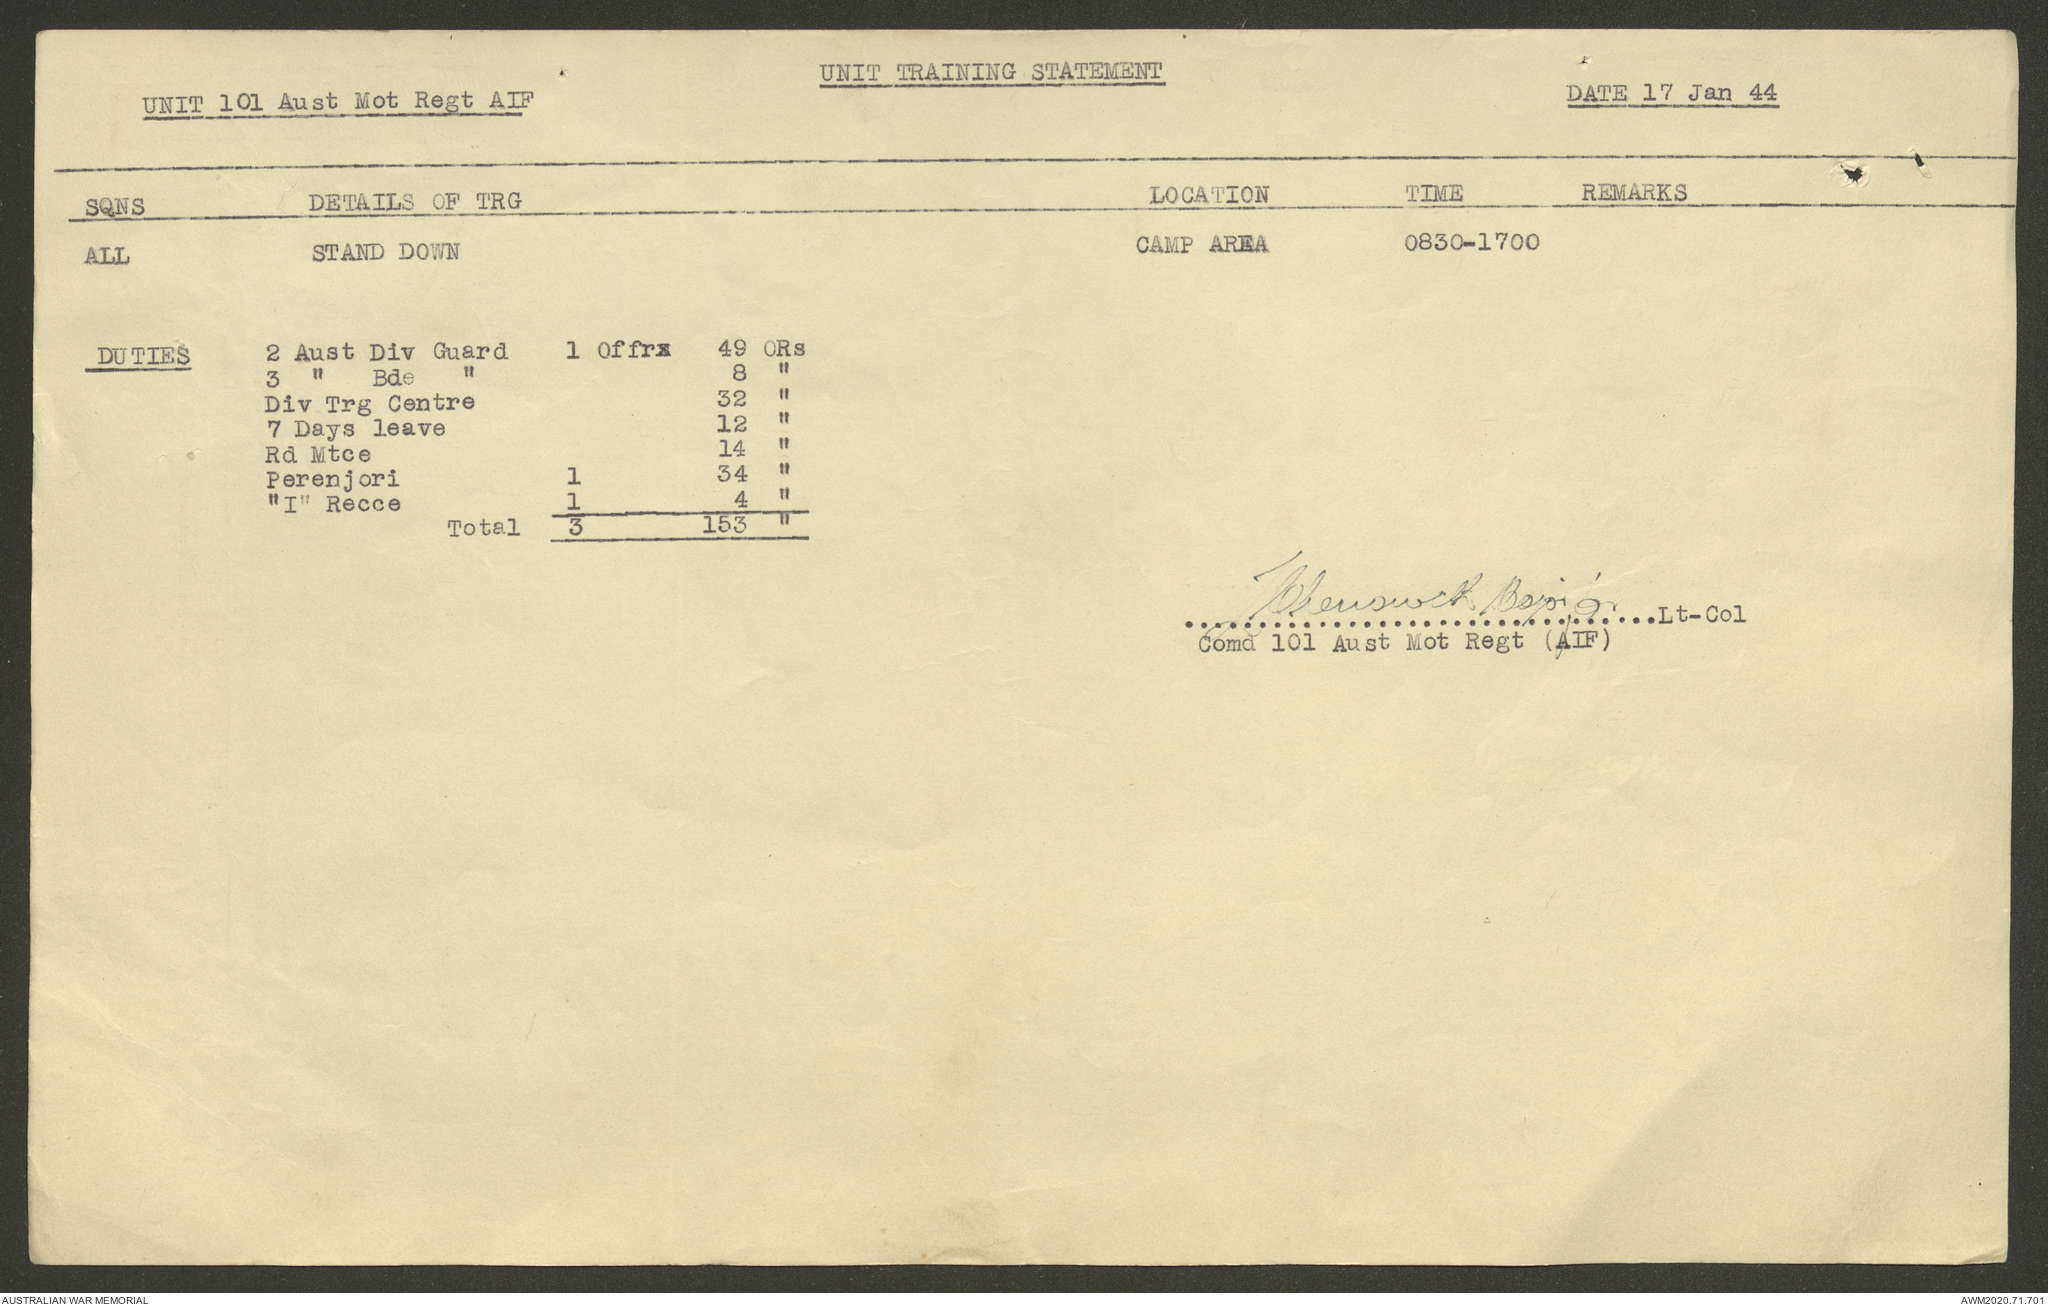 UNIT TRAINING STATEMENT
UNIT 101 Aust Mot Regt AIF
DATE 17 Jan 44
SQNS DETAILS OF TRG LOCATION TIME REMARKS
ALL STAND DOWN CAMP AREA 0830-1700
DUTIES 2 Aust Div Guard 1 Offrx 49 ORs
3 " Bde " 8 "
Div Trg Centre 32 "
7 Days leave 12 "
Rd Mtce 14 "
Perenjori 1 34 "
"I" Recce 1 4 "
Total 3 153 "
................................Lt-Col
Comd 101 Aust Mot Regt (AIF)
AUSTRALIAN WAR MEMORIAL
AWM2020.71.701